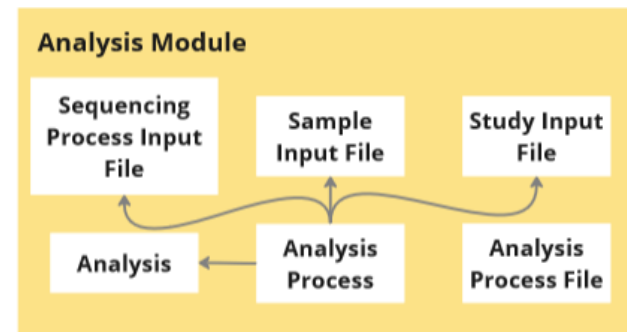 Analysis Module
Sequencing
Process Input
File
Sample
Input File
Study Input
File
Analysis
Analysis
Process
Analysis
Process File